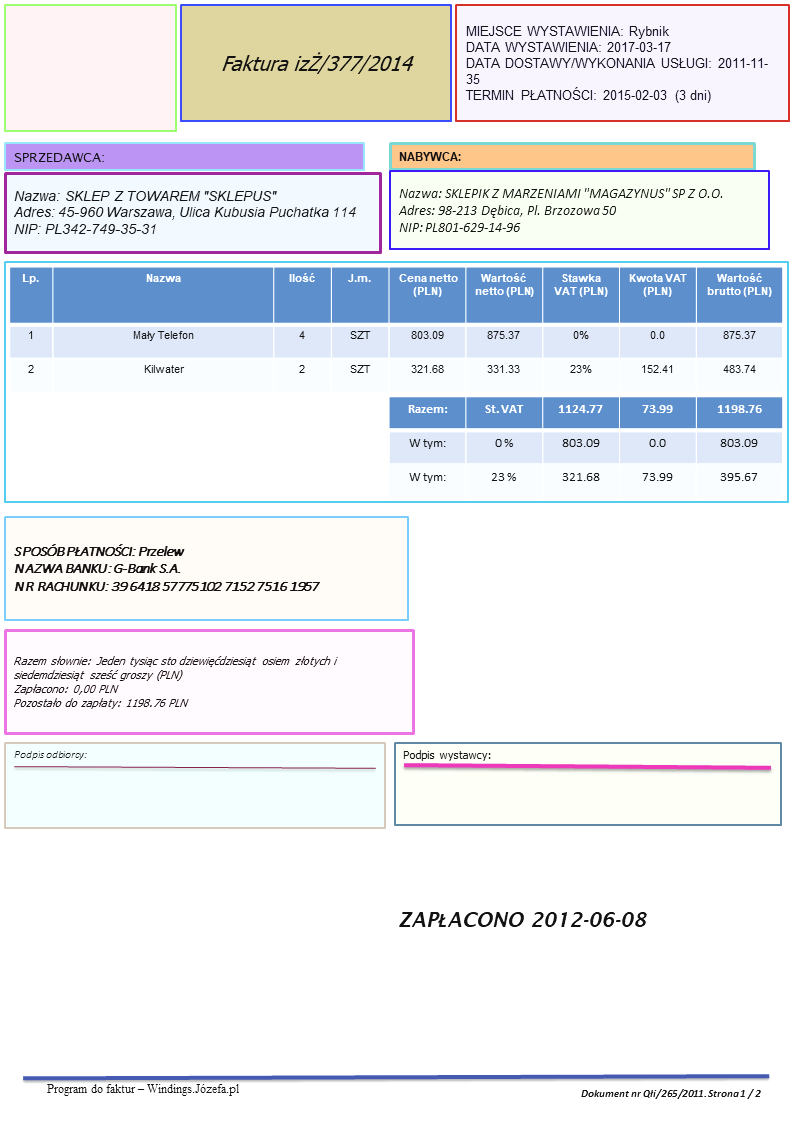 Faktura izŻ/377/2014
MIEJSCE WYSTAWIENIA: Rybnik
DATA WYSTAWIENIA: 2017-03-17
DATA DOSTAWY/WYKONANIA USŁUGI: 2011-11-
35
TERMIN PŁATNOŚCI: 2015-02-03 (3 dni)
SPRZEDAWCA:
Nazwa: SKLEP Z TOWAREM "SKLEPUS"
Adres: 45-960 Warszawa, Ulica Kubusia Puchatka 114
NIP: PL342-749-35-31
NABYWCA:
Nazwa: SKLEPIK Z MARZENIAMI "MAGAZYNUS" SP Z O.O.
Adres: 98-213 Dębica, Pl. Brzozowa 50
NIP: PL801-629-14-96
Lp. Nazwa Ilość J.m. Cena netto (PLN) Wartość netto (PLN) Stawka VAT (PLN) Kwota VAT (PLN) Wartość brutto (PLN)
1 Mały Telefon 4 SZT 803.09 875.37 0% 0.0 875.37
2 Kilwater 2 SZT 321.68 331.33 23% 152.41 483.74
Razem: St. VAT 1124.77 73.99 1198.76
W tym: 0 % 803.09 0.0 803.09
W tym: 23 % 321.68 73.99 395.67
SPOSÓB PŁATNOŚCI: Przelew
NAZWA BANKU: G-Bank S.A.
NR RACHUNKU: 39 6418 5777 5102 7152 7516 1957
Razem słownie: Jeden tysiąc sto dziewięćdziesiąt osiem złotych i
siedemdziesiąt sześć groszy (PLN)
Zapłacono: 0,00 PLN
Pozostało do zapłaty: 1198.76 PLN
Podpis odbiorcy:
Podpis wystawcy:
ZAPŁACONO 2012-06-08
Program do faktur – Windings.Józefa.pl
Dokument nr Qłi/265/2011. Strona 1 / 2